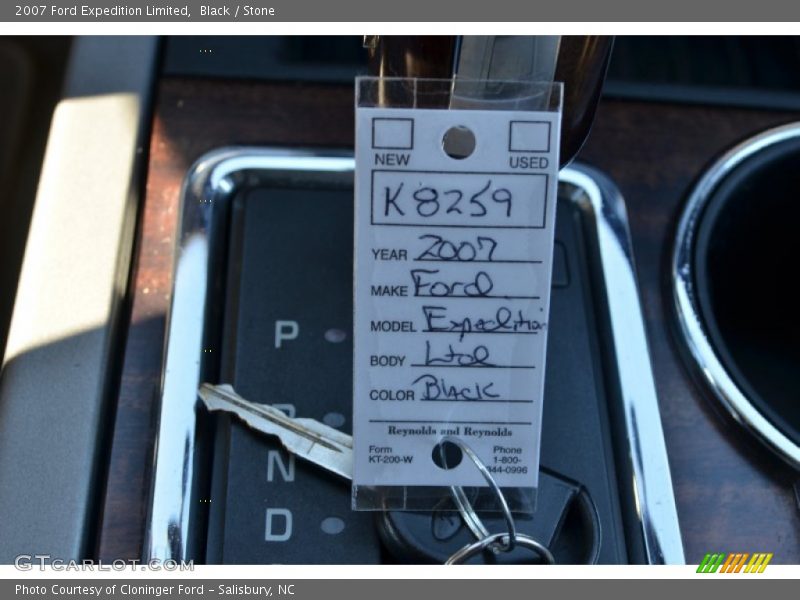 2007 Ford Expedition Limited, Black / Stone
NEW USED
K8259
YEAR 2007
MAKE Ford
MODEL Expedition
BODY Ltd
COLOR Black
Reynolds and Reynolds
Form Phone
KT-200-W 1-800-
344-0996
P
R
N
D
GTCarLot.com
Photo Courtesy of Cloninger Ford - Salisbury, NC